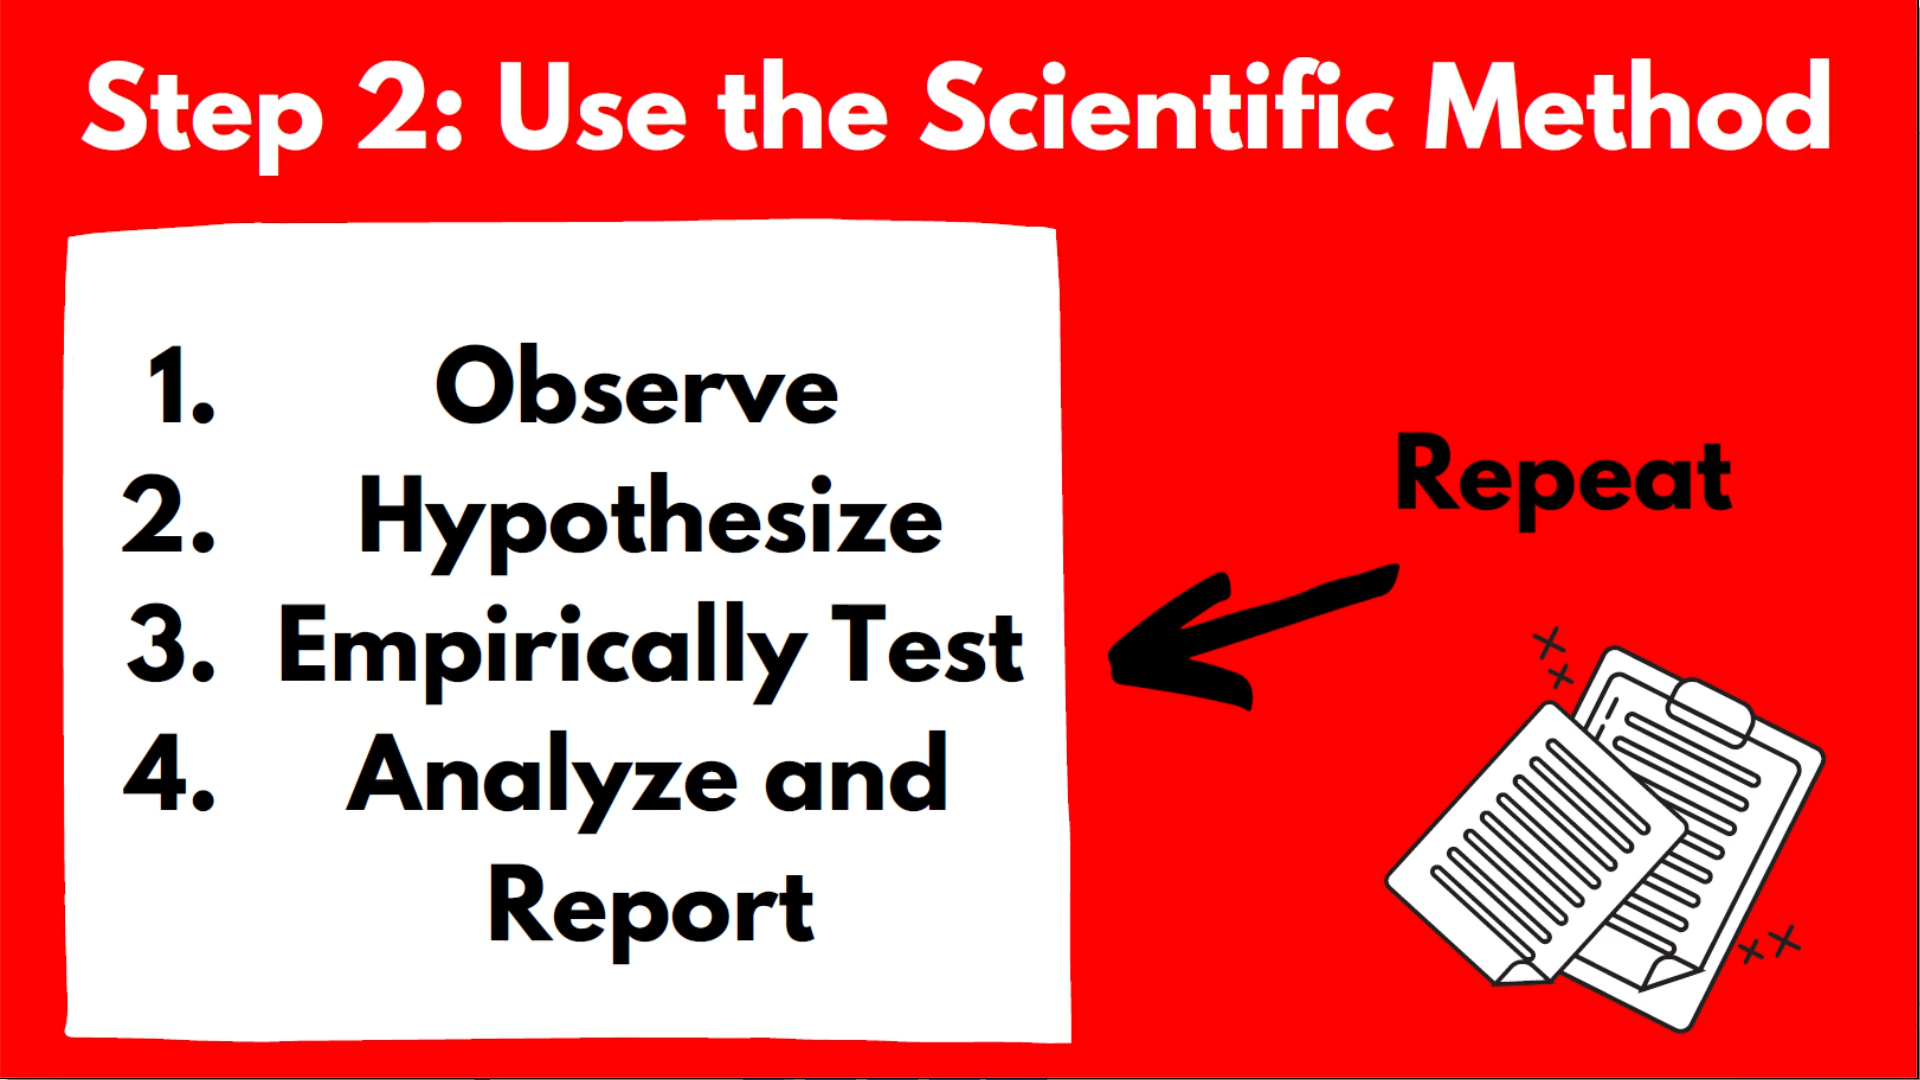 Step 2: Use the Scientific Method
1. Observe
2. Hypothesize
3. Empirically Test
4. Analyze and
Report
Repeat